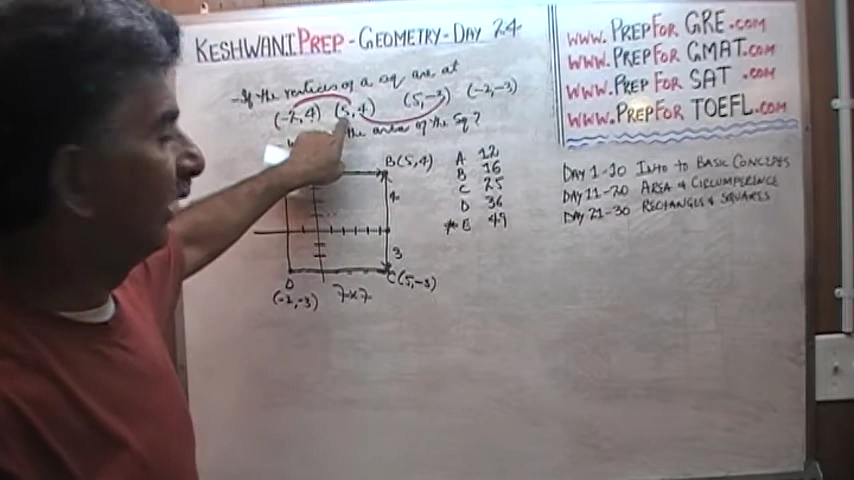 KESHWANI PREP - GEOMETRY - DAY 24
- If the vertices of a sq are at
(-2,4) (5,4) (5,-3) (-2,-3)
the area of the sq?
B(5,4)
4
3
C(5,-3)
D
(-2,-3)
7x7
A 12
B 16
C 25
D 36
* E 49
www.PREPFOR GRE.COM
www.PREPFOR GMAT.COM
www.PREPFOR SAT.COM
www.PREPFOR TOEFL.COM
DAY 1-10 INTO TO BASIC CONCEPTS
DAY 11-20 AREA & CIRCUMFERENCE
DAY 21-30 RECTANGLES & SQUARES